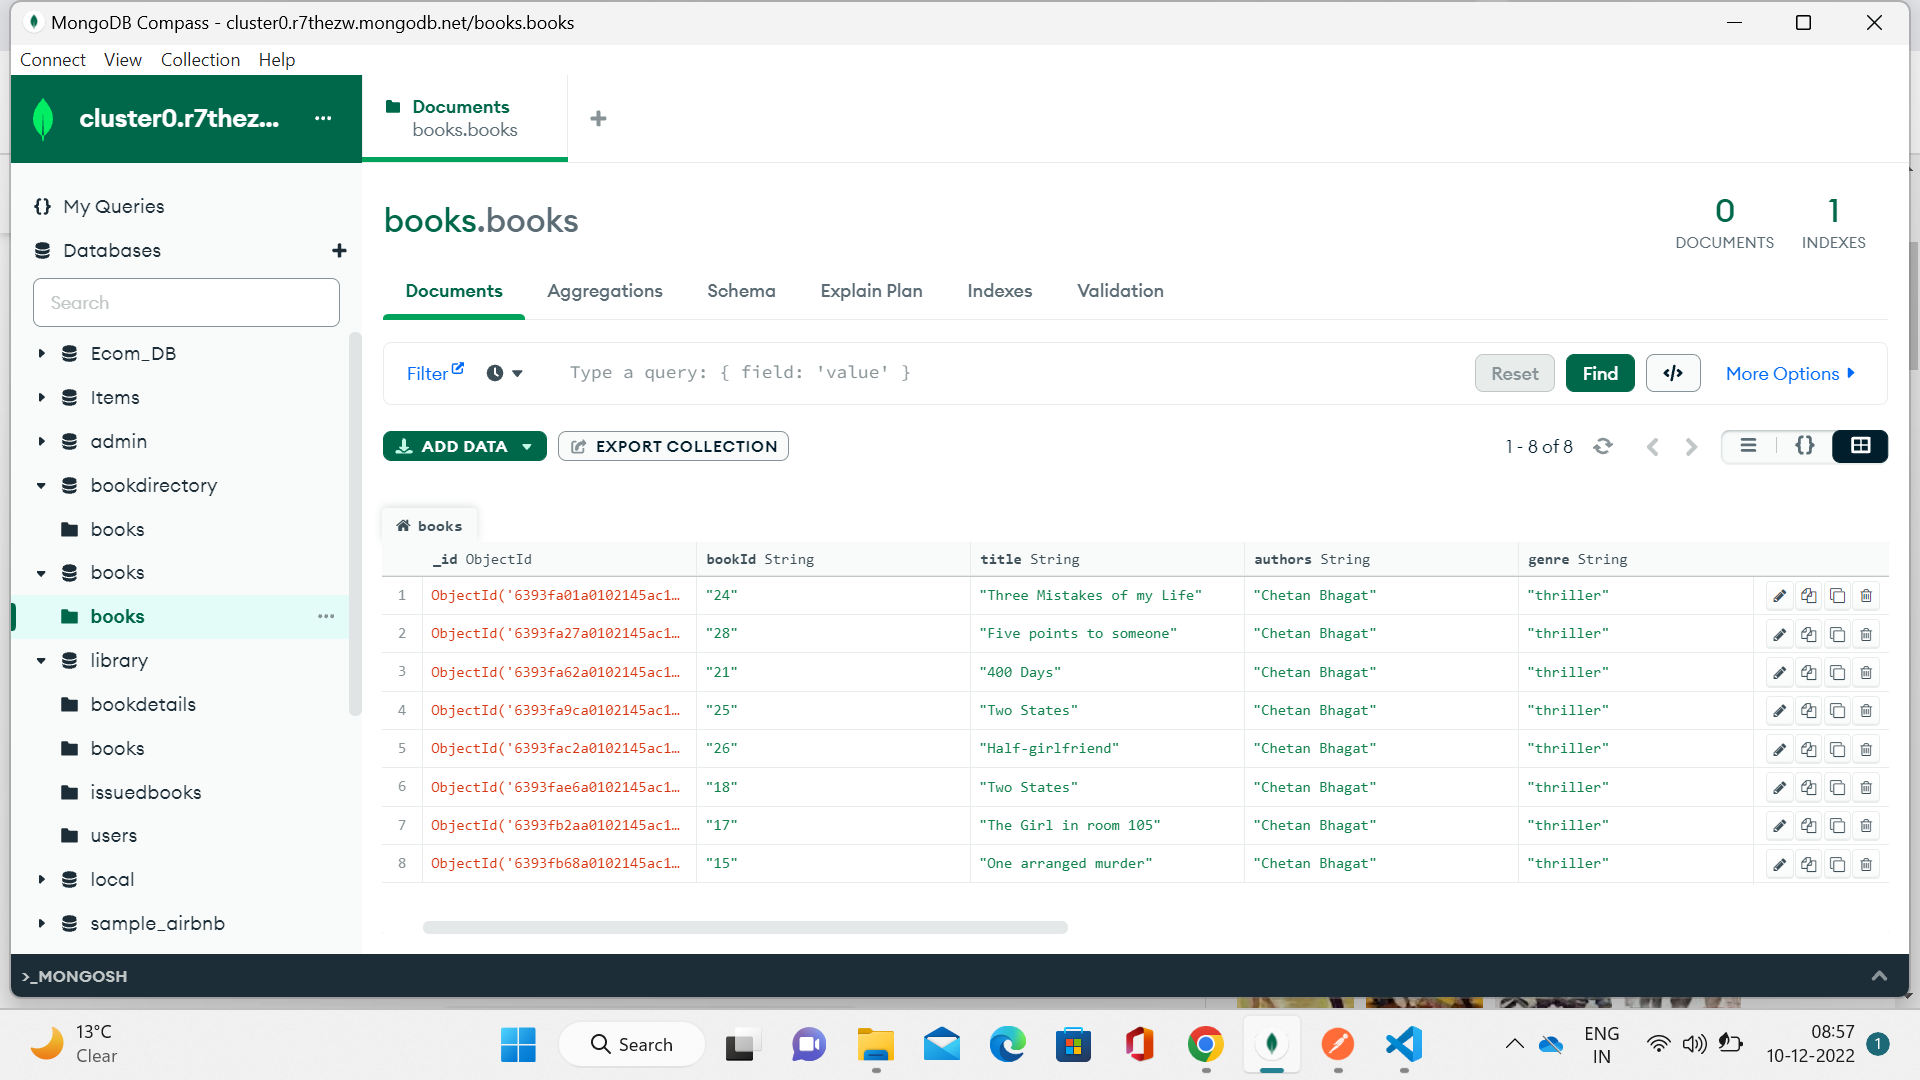 MongoDB Compass - cluster0.r7thezw.mongodb.net/books.books
Connect View Collection Help
cluster0.r7thez... ...
Documents
books.books
+
{} My Queries
Databases +
Search
Ecom_DB
Items
admin
bookdirectory
books
books
books ...
library
bookdetails
books
issuedbooks
users
local
sample_airbnb
books.books
0
DOCUMENTS
1
INDEXES
Documents Aggregations Schema Explain Plan Indexes Validation
Filter Type a query: { field: 'value' } Reset Find </> More Options
ADD DATA EXPORT COLLECTION 1 - 8 of 8 {}
books
_id ObjectId bookId String title String authors String genre String
1 ObjectId('6393fa01a0102145ac1… "24" "Three Mistakes of my Life" "Chetan Bhagat" "thriller"
2 ObjectId('6393fa27a0102145ac1… "28" "Five points to someone" "Chetan Bhagat" "thriller"
3 ObjectId('6393fa62a0102145ac1… "21" "400 Days" "Chetan Bhagat" "thriller"
4 ObjectId('6393fa9ca0102145ac1… "25" "Two States" "Chetan Bhagat" "thriller"
5 ObjectId('6393fac2a0102145ac1… "26" "Half-girlfriend" "Chetan Bhagat" "thriller"
6 ObjectId('6393fae6a0102145ac1… "18" "Two States" "Chetan Bhagat" "thriller"
7 ObjectId('6393fb2aa0102145ac1… "17" "The Girl in room 105" "Chetan Bhagat" "thriller"
8 ObjectId('6393fb68a0102145ac1… "15" "One arranged murder" "Chetan Bhagat" "thriller"
>_MONGOSH
13°C
Clear
Search
ENG
IN
08:57
10-12-2022
1